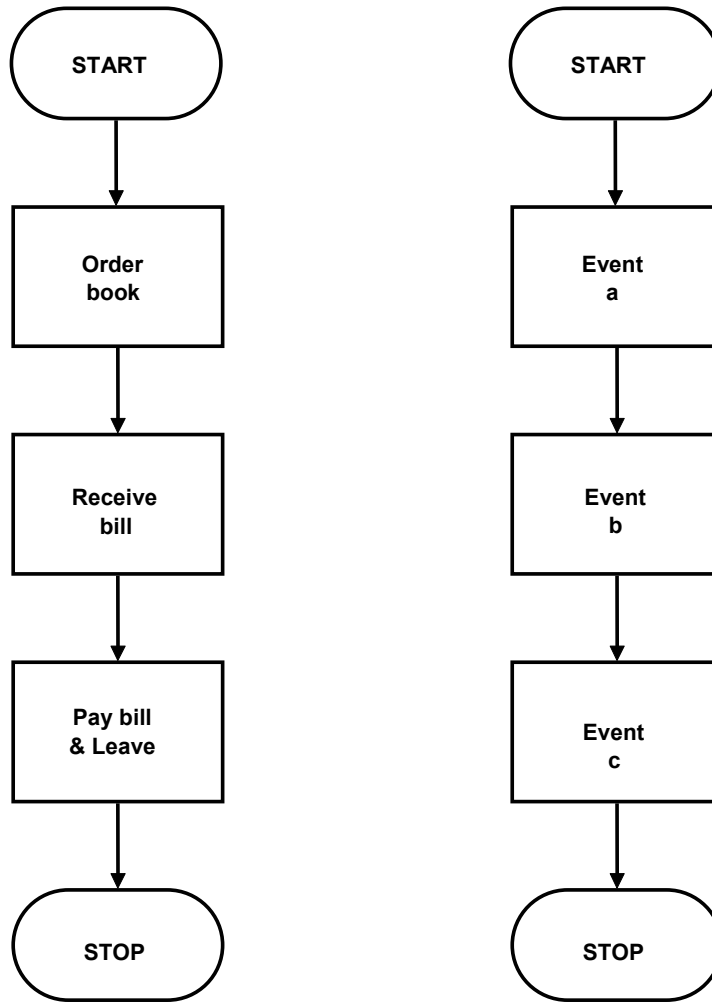 START
Order
book
Receive
bill
Pay bill
& Leave
STOP
START
Event
a
Event
b
Event
c
STOP